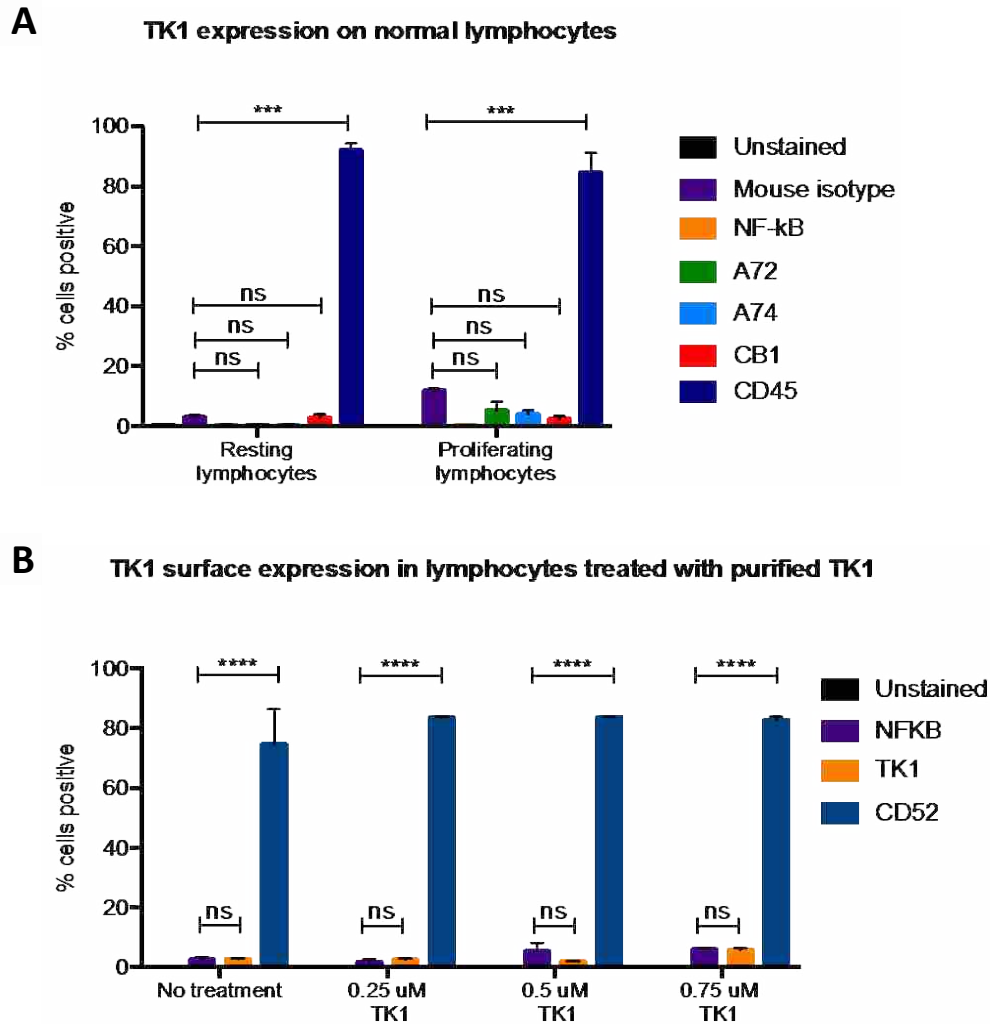 A
TK1 expression on normal lymphocytes
% cells positive
100
80
60
40
20
0
***
ns
ns
ns
***
ns
ns
ns
Resting
lymphocytes
Proliferating
lymphocytes
Unstained
Mouse isotype
NF-kB
A72
A74
CB1
CD45
B
TK1 surface expression in lymphocytes treated with purified TK1
% cells positive
100
80
60
40
20
0
****
****
****
****
ns
ns
ns
ns
No treatment
0.25 uM
TK1
0.5 uM
TK1
0.75 uM
TK1
Unstained
NFKB
TK1
CD52